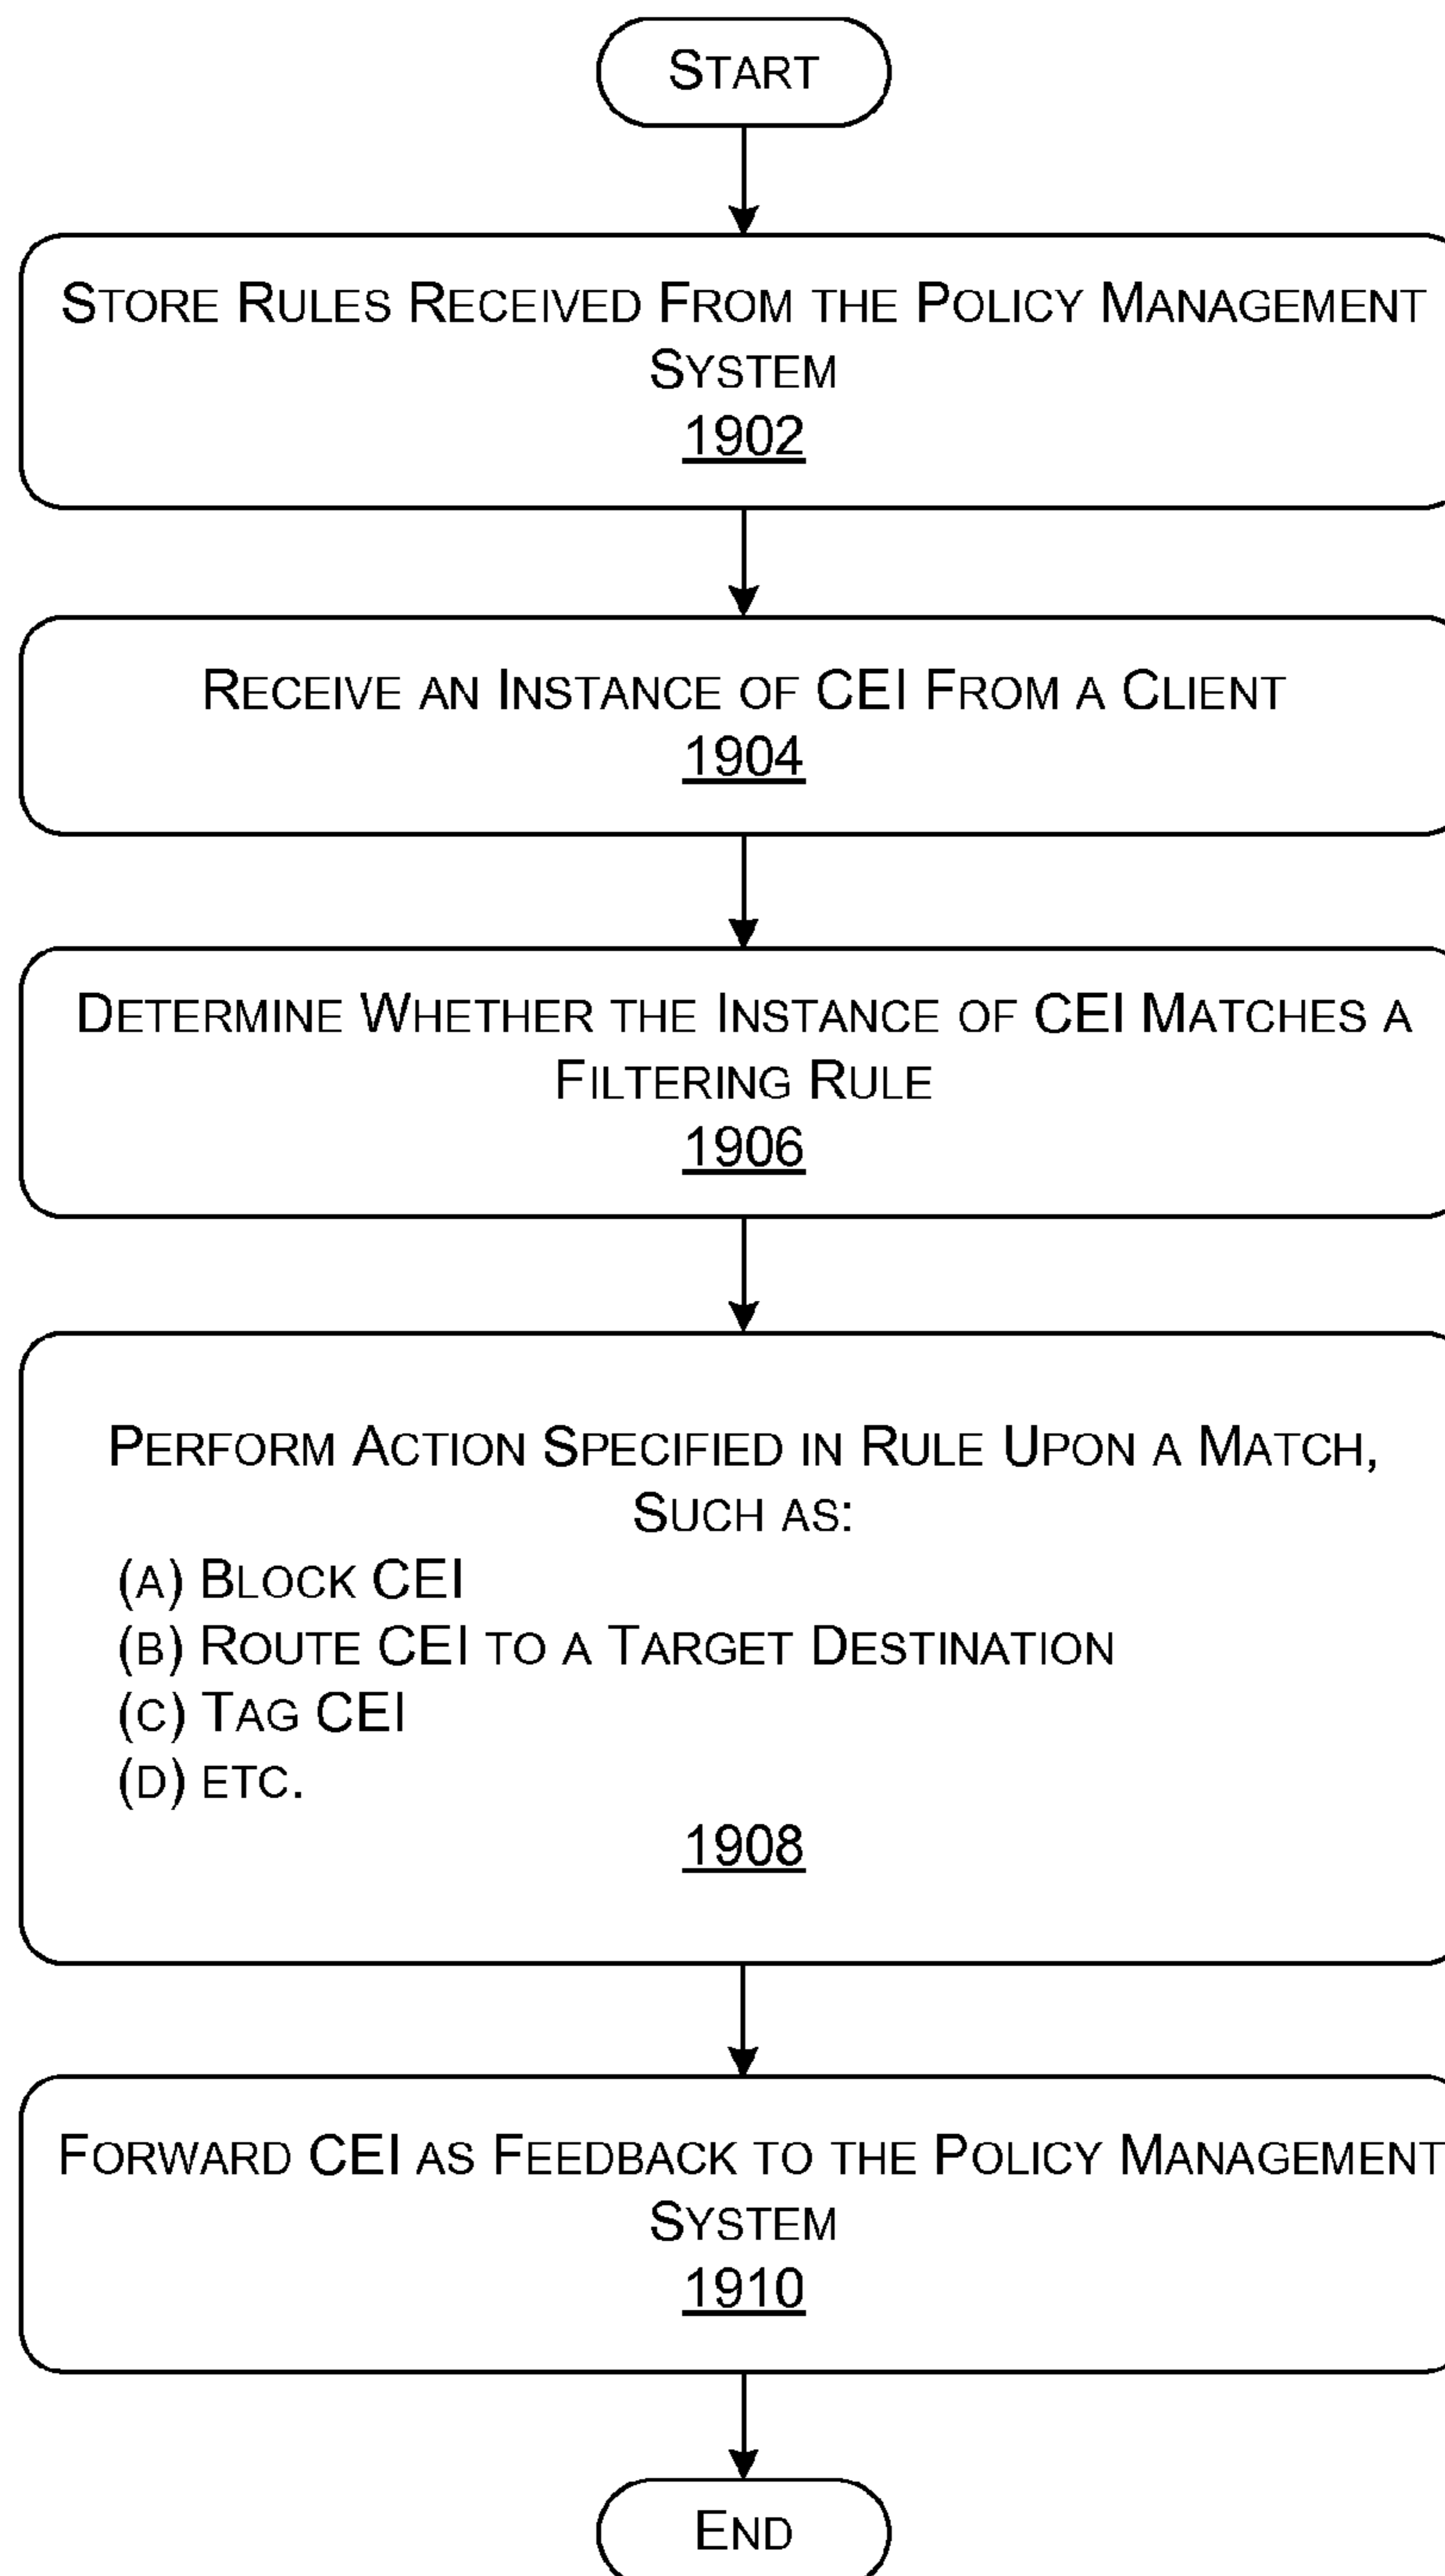 START
STORE RULES RECEIVED FROM THE POLICY MANAGEMENT
SYSTEM
1902
RECEIVE AN INSTANCE OF CEI FROM A CLIENT
1904
DETERMINE WHETHER THE INSTANCE OF CEI MATCHES A
FILTERING RULE
1906
PERFORM ACTION SPECIFIED IN RULE UPON A MATCH,
SUCH AS:
(A) BLOCK CEI
(B) ROUTE CEI TO A TARGET DESTINATION
(C) TAG CEI
(D) ETC.
1908
FORWARD CEI AS FEEDBACK TO THE POLICY MANAGEMENT
SYSTEM
1910
END